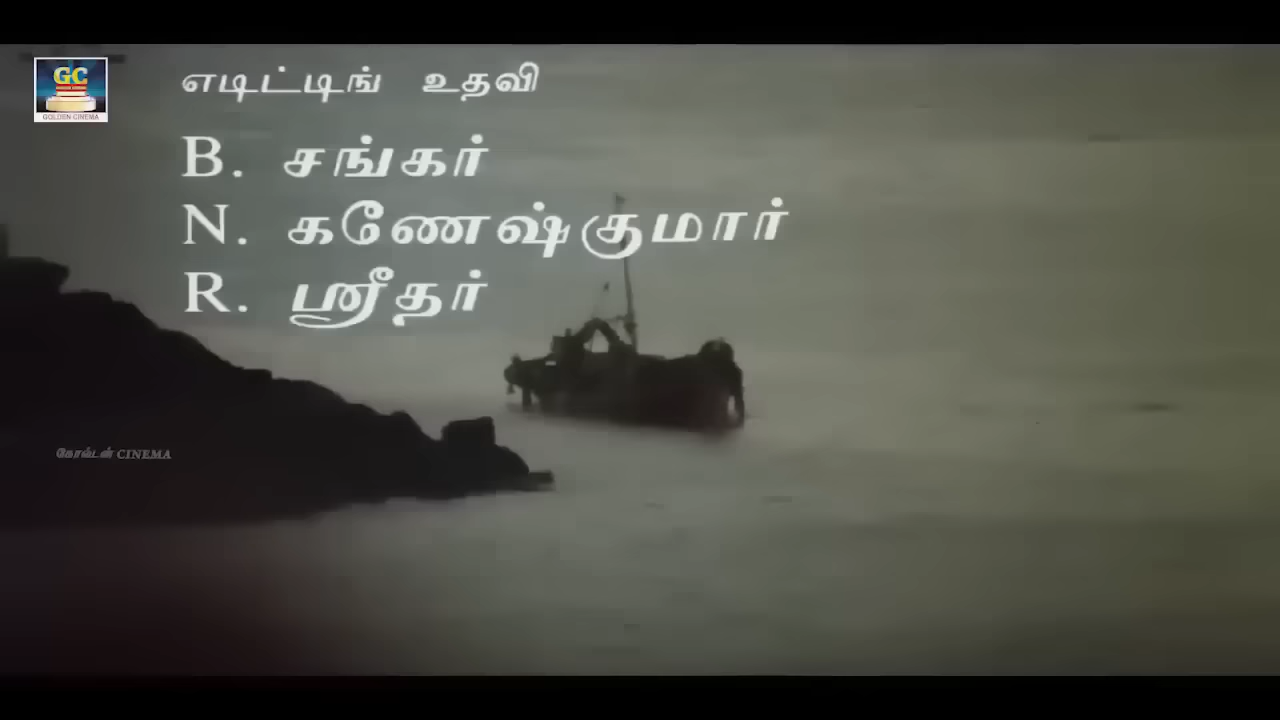 GC
GOLDEN CINEMA
எடிட்டிங் உதவி
B. சங்கர்
N. கணேஷ்குமார்
R. ஸ்ரீதர்
கோல்டன் CINEMA